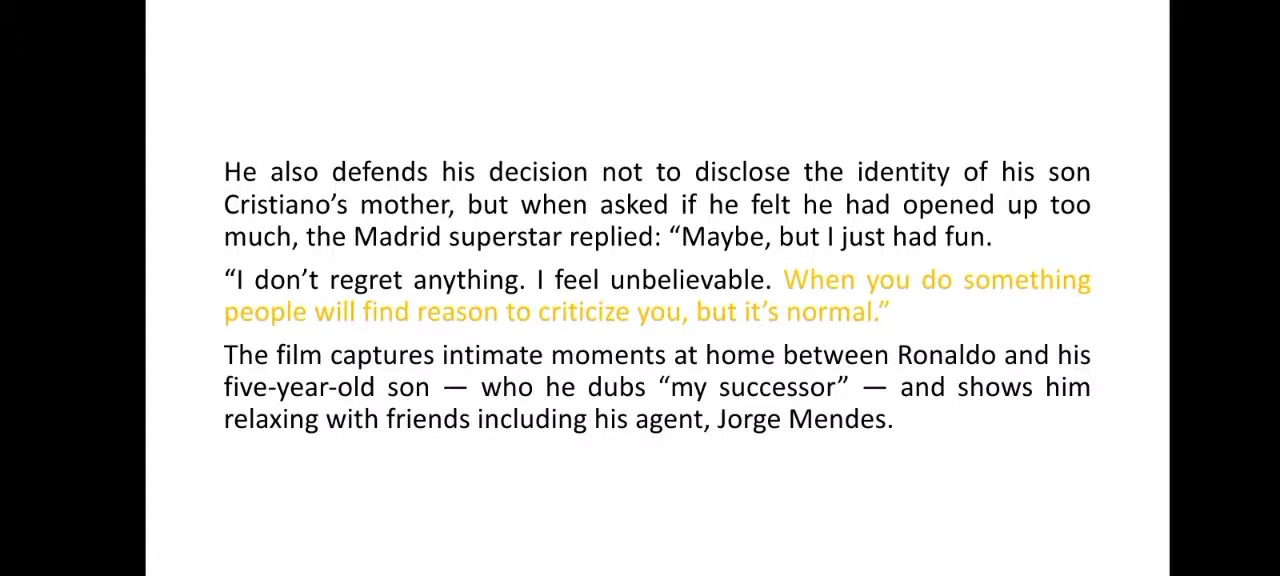 He also defends his decision not to disclose the identity of his son
Cristiano’s mother, but when asked if he felt he had opened up too
much, the Madrid superstar replied: “Maybe, but I just had fun.
“I don’t regret anything. I feel unbelievable. When you do something
people will find reason to criticize you, but it’s normal.”
The film captures intimate moments at home between Ronaldo and his
five-year-old son — who he dubs “my successor” — and shows him
relaxing with friends including his agent, Jorge Mendes.